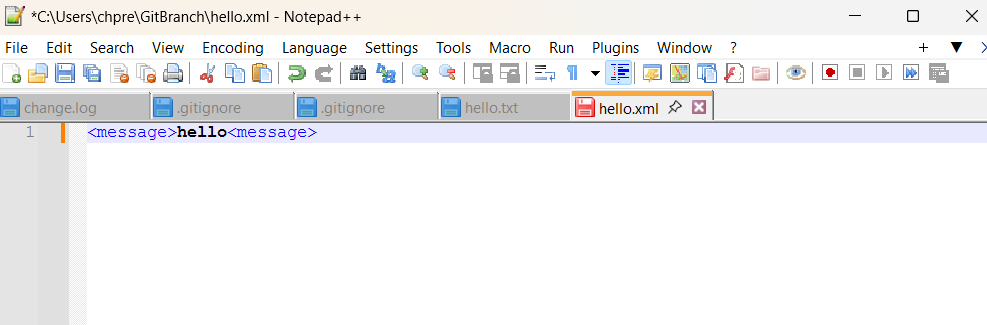 *C:\Users\chpre\GitBranch\hello.xml - Notepad++
File Edit Search View Encoding Language Settings Tools Macro Run Plugins Window ?
change.log .gitignore .gitignore hello.txt hello.xml
1 <message>hello<message>